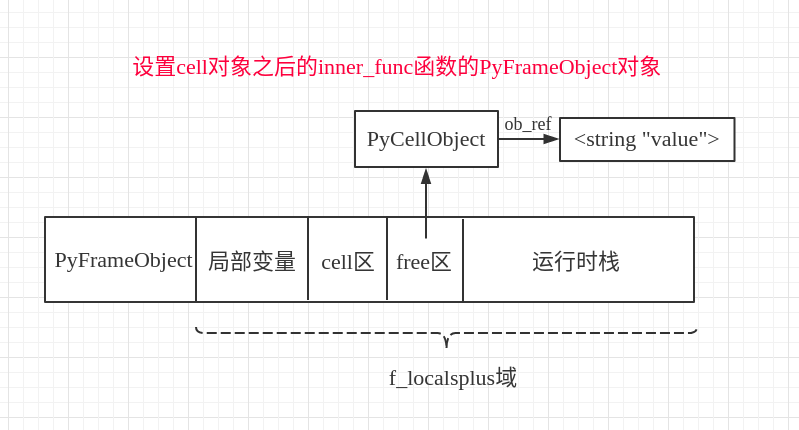 设置cell对象之后的inner_func函数的PyFrameObject对象
PyCellObject
ob_ref
<string "value">
PyFrameObject
局部变量
cell区
free区
运行时栈
f_localsplus域